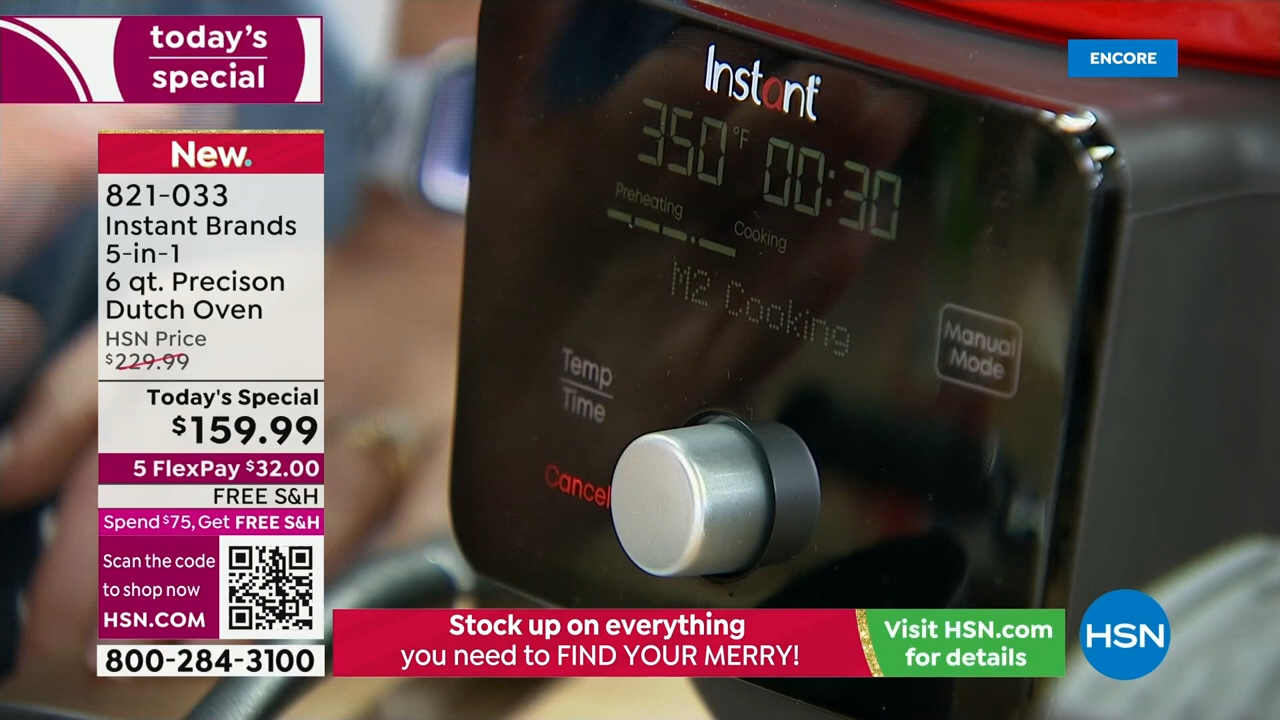 today's
special
New.
821-033
Instant Brands
5-in-1
6 qt. Precison
Dutch Oven
HSN Price
$229.99
Today's Special
$159.99
5 FlexPay $32.00
FREE S&H
Spend $75, Get FREE S&H
Scan the code
to shop now
HSN.COM
800-284-3100
ENCORE
Instant
350 °F 00:30
Preheating
Cooking
M2 Cooking
Manual
Mode
Temp
Time
Cancel
Stock up on everything
you need to FIND YOUR MERRY!
Visit HSN.com
for details
HSN